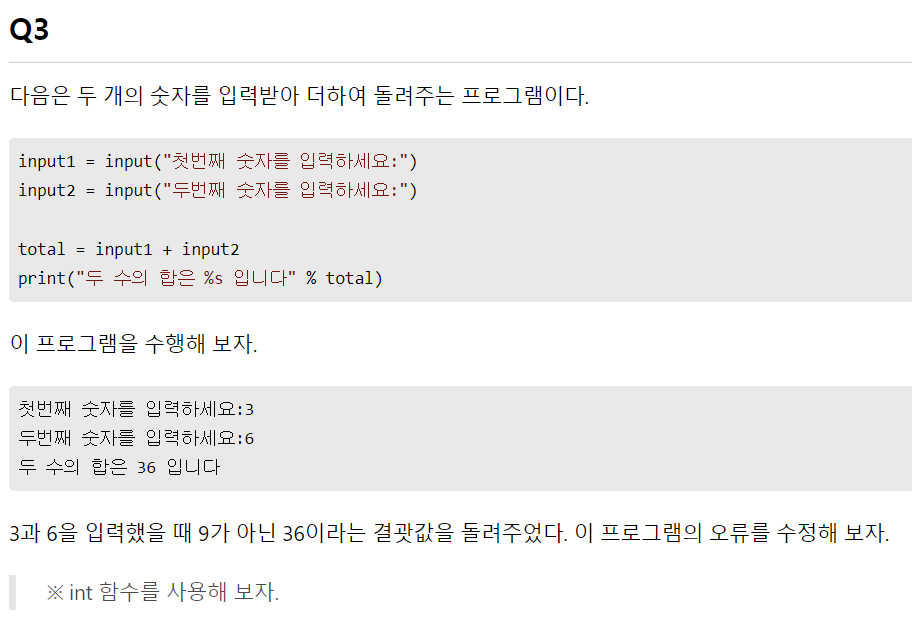 Q3
다음은 두 개의 숫자를 입력받아 더하여 돌려주는 프로그램이다.
input1 = input("첫번째 숫자를 입력하세요:")
input2 = input("두번째 숫자를 입력하세요:")
total = input1 + input2
print("두 수의 합은 %s 입니다" % total)
이 프로그램을 수행해 보자.
첫번째 숫자를 입력하세요:3
두번째 숫자를 입력하세요:6
두 수의 합은 36 입니다
3과 6을 입력했을 때 9가 아닌 36이라는 결괏값을 돌려주었다. 이 프로그램의 오류를 수정해 보자.
※ int 함수를 사용해 보자.